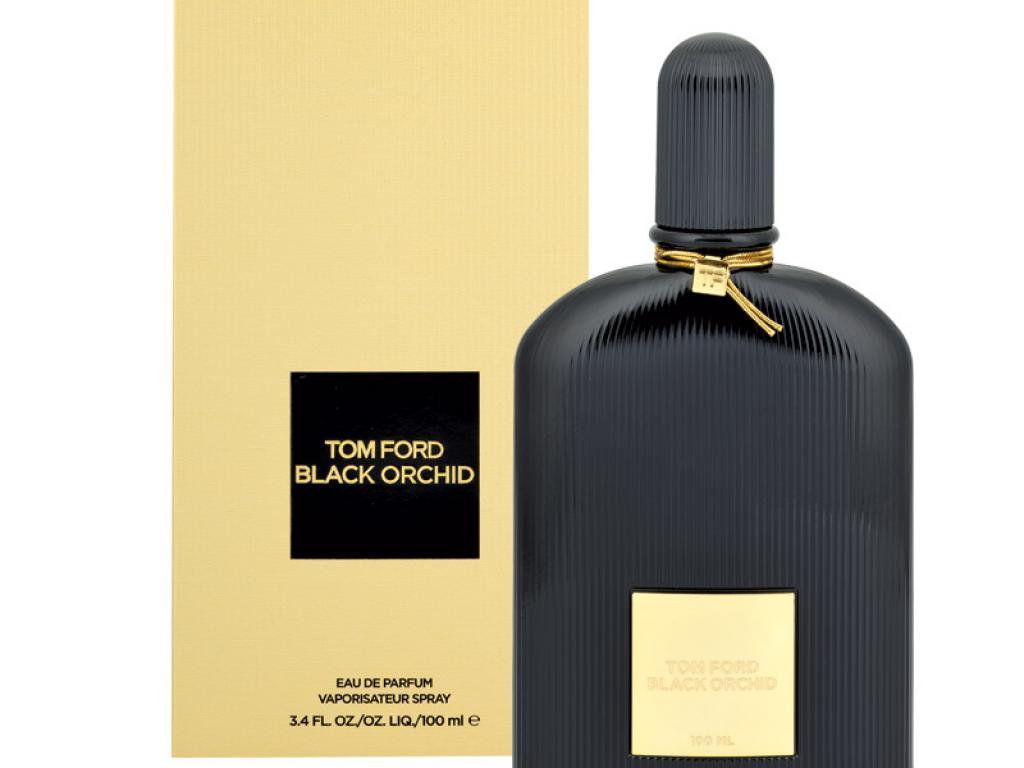 TOM FORD
BLACK ORCHID
EAU DE PARFUM
VAPORISATEUR SPRAY
3.4 FL. OZ./OZ. LIQ./100 ml ℮
TOM FORD
BLACK ORCHID
100 ML